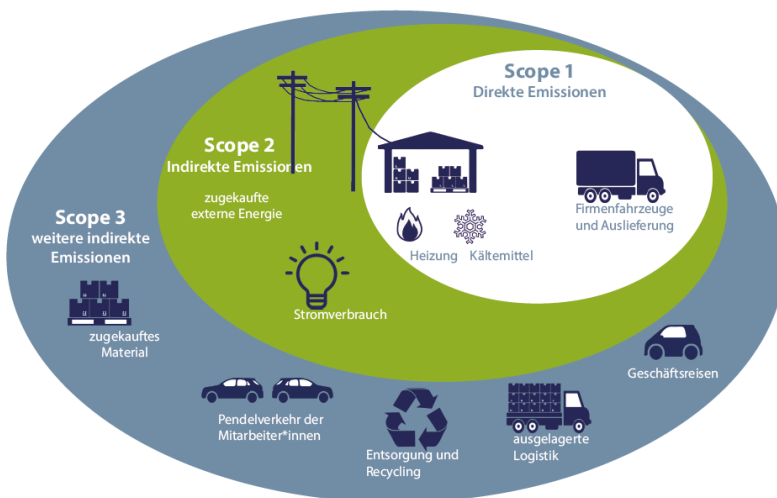 Scope 1
Direkte Emissionen
Heizung
Kältemittel
Firmenfahrzeuge
und Auslieferung
Scope 2
Indirekte Emissionen
zugekaufte
externe Energie
Stromverbrauch
Scope 3
weitere indirekte
Emissionen
zugekauftes
Material
Pendelverkehr der
Mitarbeiter*innen
Entsorgung und
Recycling
ausgelagerte
Logistik
Geschäftsreisen